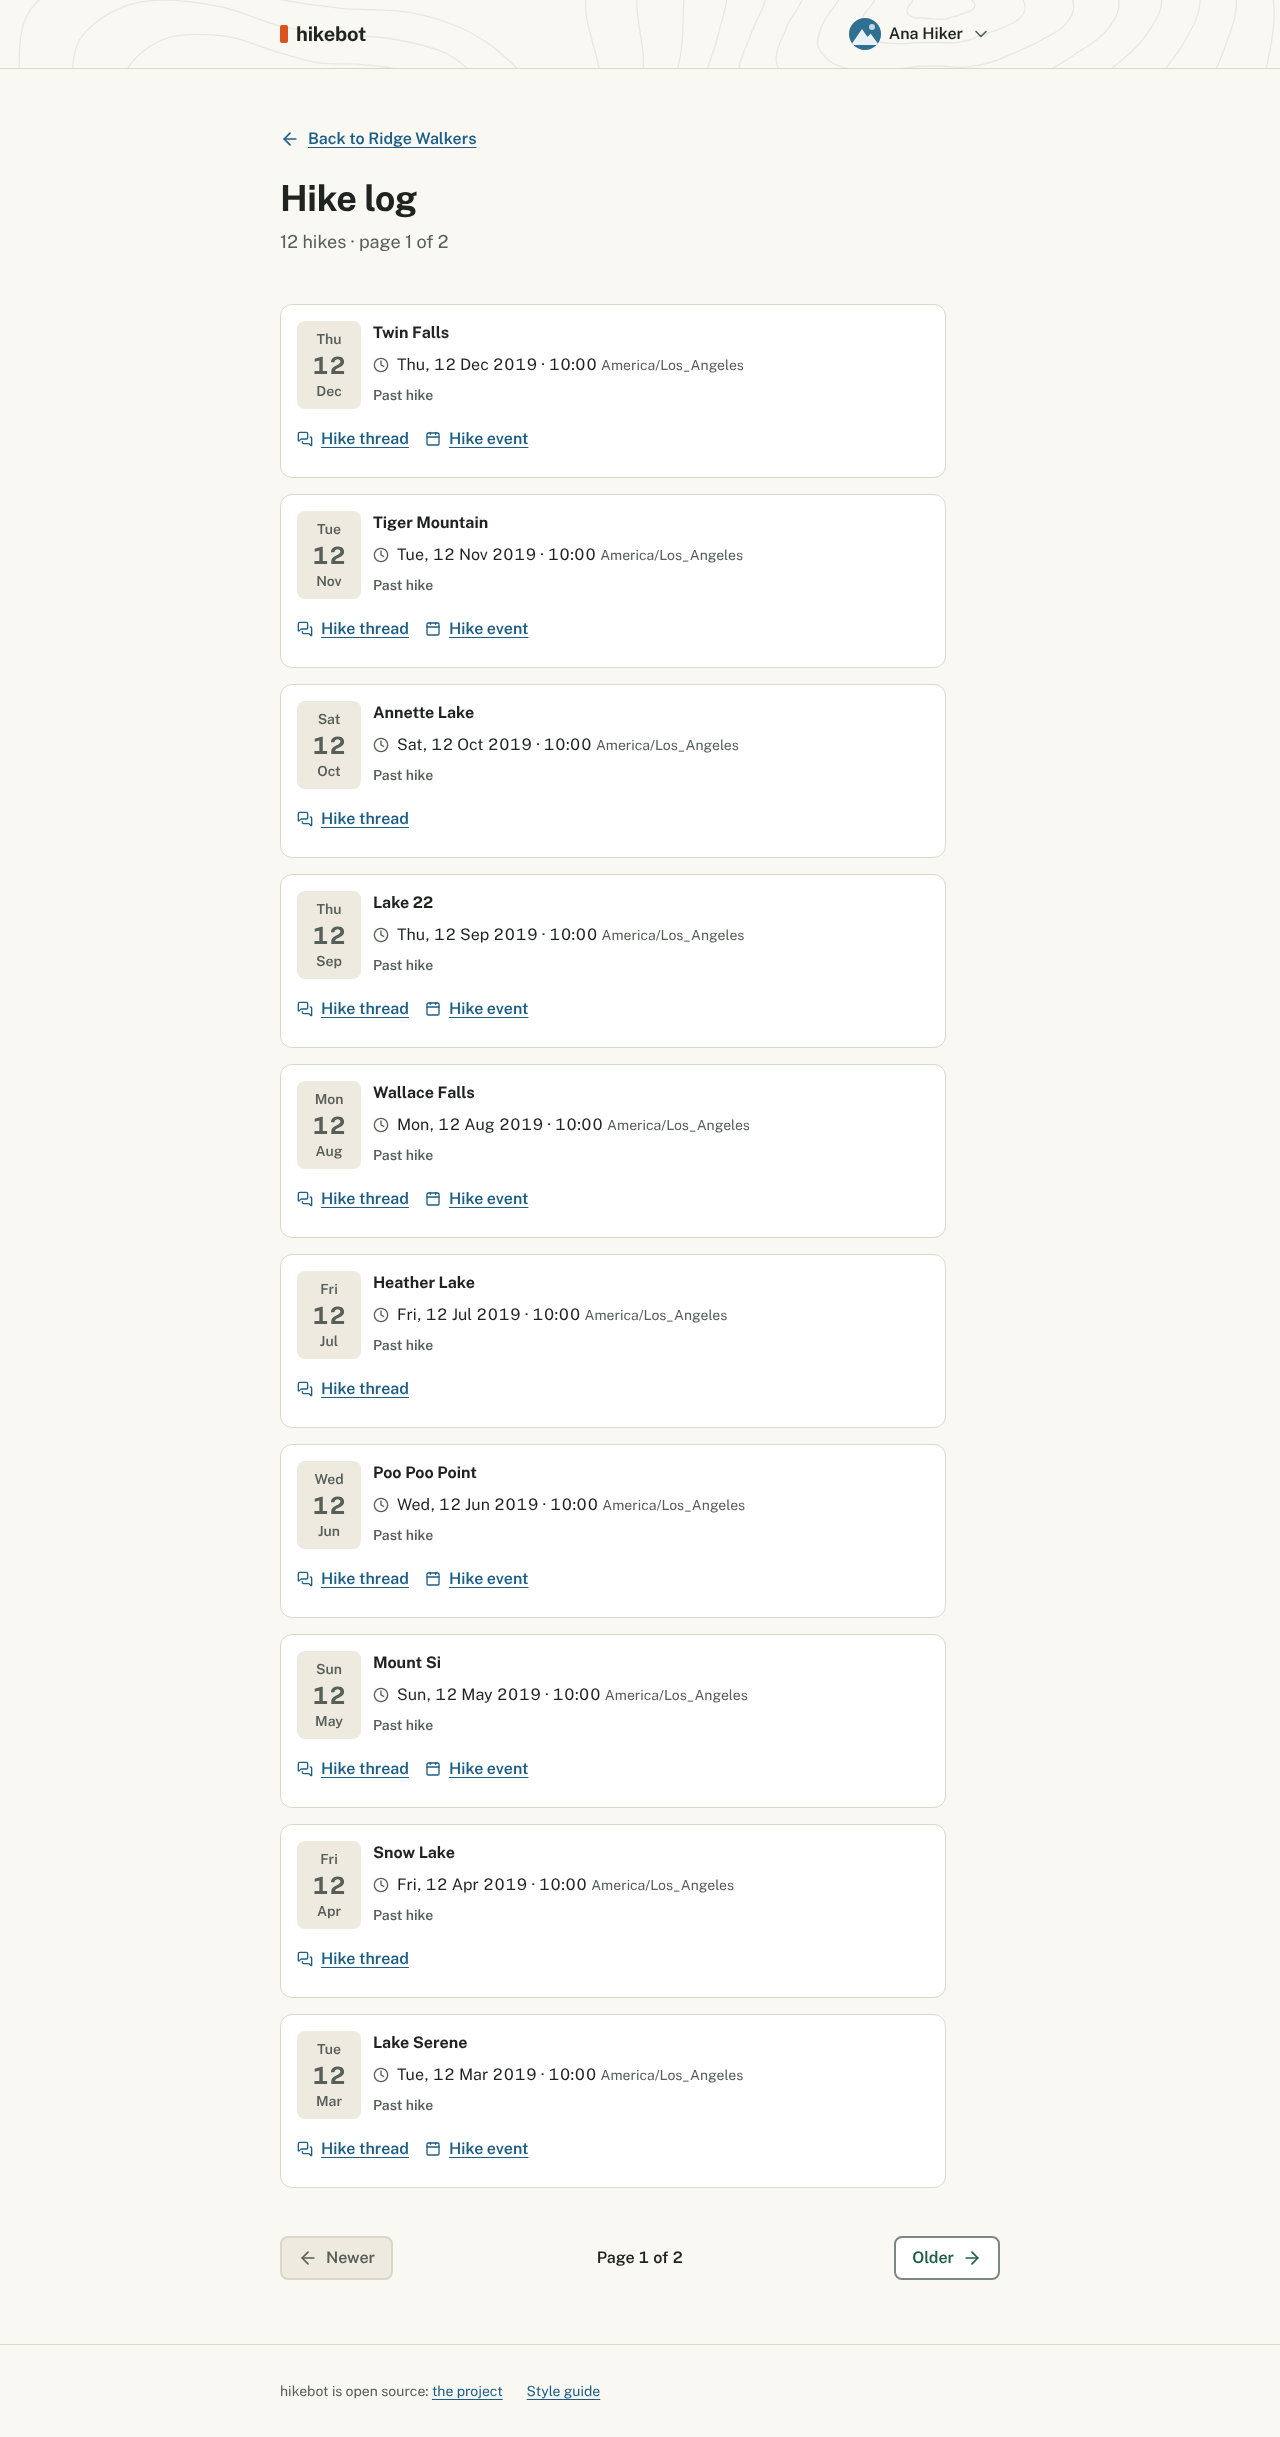 hikebot
Ana Hiker
Back to Ridge Walkers
Hike log
12 hikes · page 1 of 2
Thu
12
Dec
Twin Falls
Thu, 12 Dec 2019 · 10:00 America/Los_Angeles
Past hike
Hike thread Hike event
Tue
12
Nov
Tiger Mountain
Tue, 12 Nov 2019 · 10:00 America/Los_Angeles
Past hike
Hike thread Hike event
Sat
12
Oct
Annette Lake
Sat, 12 Oct 2019 · 10:00 America/Los_Angeles
Past hike
Hike thread
Thu
12
Sep
Lake 22
Thu, 12 Sep 2019 · 10:00 America/Los_Angeles
Past hike
Hike thread Hike event
Mon
12
Aug
Wallace Falls
Mon, 12 Aug 2019 · 10:00 America/Los_Angeles
Past hike
Hike thread Hike event
Fri
12
Jul
Heather Lake
Fri, 12 Jul 2019 · 10:00 America/Los_Angeles
Past hike
Hike thread
Wed
12
Jun
Poo Poo Point
Wed, 12 Jun 2019 · 10:00 America/Los_Angeles
Past hike
Hike thread Hike event
Sun
12
May
Mount Si
Sun, 12 May 2019 · 10:00 America/Los_Angeles
Past hike
Hike thread Hike event
Fri
12
Apr
Snow Lake
Fri, 12 Apr 2019 · 10:00 America/Los_Angeles
Past hike
Hike thread
Tue
12
Mar
Lake Serene
Tue, 12 Mar 2019 · 10:00 America/Los_Angeles
Past hike
Hike thread Hike event
Newer
Page 1 of 2
Older
hikebot is open source: the project Style guide